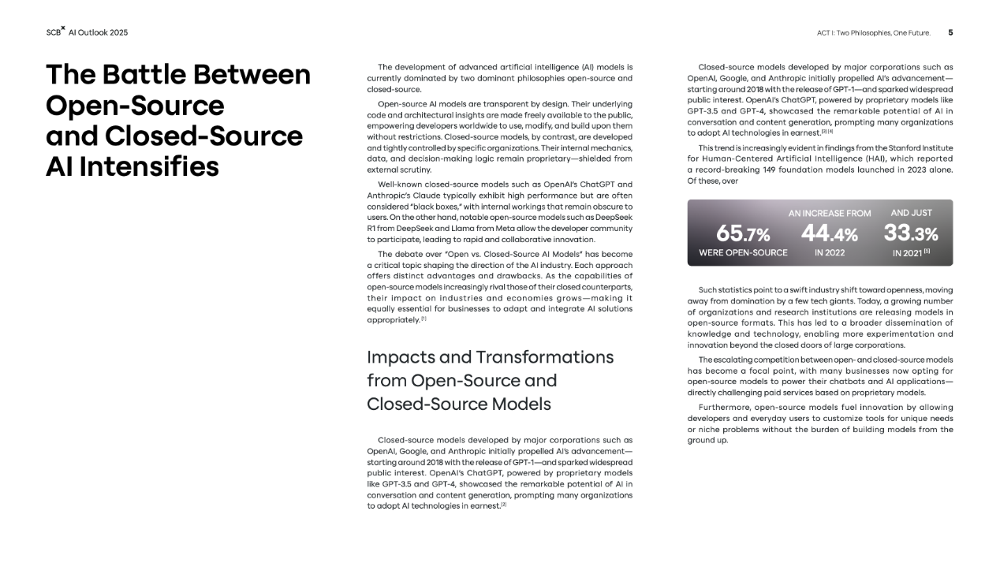 SCBx AI Outlook 2025
ACT I: Two Philosophies, One Future. 5
The Battle Between
Open-Source
and Closed-Source
AI Intensifies
The development of advanced artificial intelligence (AI) models is
currently dominated by two dominant philosophies open-source and
closed-source.
Open-source AI models are transparent by design. Their underlying
code and architectural insights are made freely available to the public,
empowering developers worldwide to use, modify, and build upon them
without restrictions. Closed-source models, by contrast, are developed
and tightly controlled by specific organizations. Their internal mechanics,
data, and decision-making logic remain proprietary—shielded from
external scrutiny.
Well-known closed-source models such as OpenAI's ChatGPT and
Anthropic's Claude typically exhibit high performance but are often
considered "black boxes," with internal workings that remain obscure to
users. On the other hand, notable open-source models such as DeepSeek
R1 from DeepSeek and Llama from Meta allow the developer community
to participate, leading to rapid and collaborative innovation.
The debate over "Open vs. Closed-Source AI Models" has become
a critical topic shaping the direction of the AI industry. Each approach
offers distinct advantages and drawbacks. As the capabilities of
open-source models increasingly rival those of their closed counterparts,
their impact on industries and economies grows—making it
equally essential for businesses to adapt and integrate AI solutions
appropriately.[1]
Impacts and Transformations
from Open-Source and
Closed-Source Models
Closed-source models developed by major corporations such as
OpenAI, Google, and Anthropic initially propelled AI's advancement—
starting around 2018 with the release of GPT-1—and sparked widespread
public interest. OpenAI's ChatGPT, powered by proprietary models
like GPT-3.5 and GPT-4, showcased the remarkable potential of AI in
conversation and content generation, prompting many organizations
to adopt AI technologies in earnest.[2]
Closed-source models developed by major corporations such as
OpenAI, Google, and Anthropic initially propelled AI's advancement—
starting around 2018 with the release of GPT-1—and sparked widespread
public interest. OpenAI's ChatGPT, powered by proprietary models like
GPT-3.5 and GPT-4, showcased the remarkable potential of AI in
conversation and content generation, prompting many organizations
to adopt AI technologies in earnest.[3] [4]
This trend is increasingly evident in findings from the Stanford Institute
for Human-Centered Artificial Intelligence (HAI), which reported
a record-breaking 149 foundation models launched in 2023 alone.
Of these, over
65.7%
WERE OPEN-SOURCE
AN INCREASE FROM
44.4%
IN 2022
AND JUST
33.3%
IN 2021 [5]
Such statistics point to a swift industry shift toward openness, moving
away from domination by a few tech giants. Today, a growing number
of organizations and research institutions are releasing models in
open-source formats. This has led to a broader dissemination of
knowledge and technology, enabling more experimentation and
innovation beyond the closed doors of large corporations.
The escalating competition between open- and closed-source models
has become a focal point, with many businesses now opting for
open-source models to power their chatbots and AI applications—
directly challenging paid services based on proprietary models.
Furthermore, open-source models fuel innovation by allowing
developers and everyday users to customize tools for unique needs
or niche problems without the burden of building models from the
ground up.